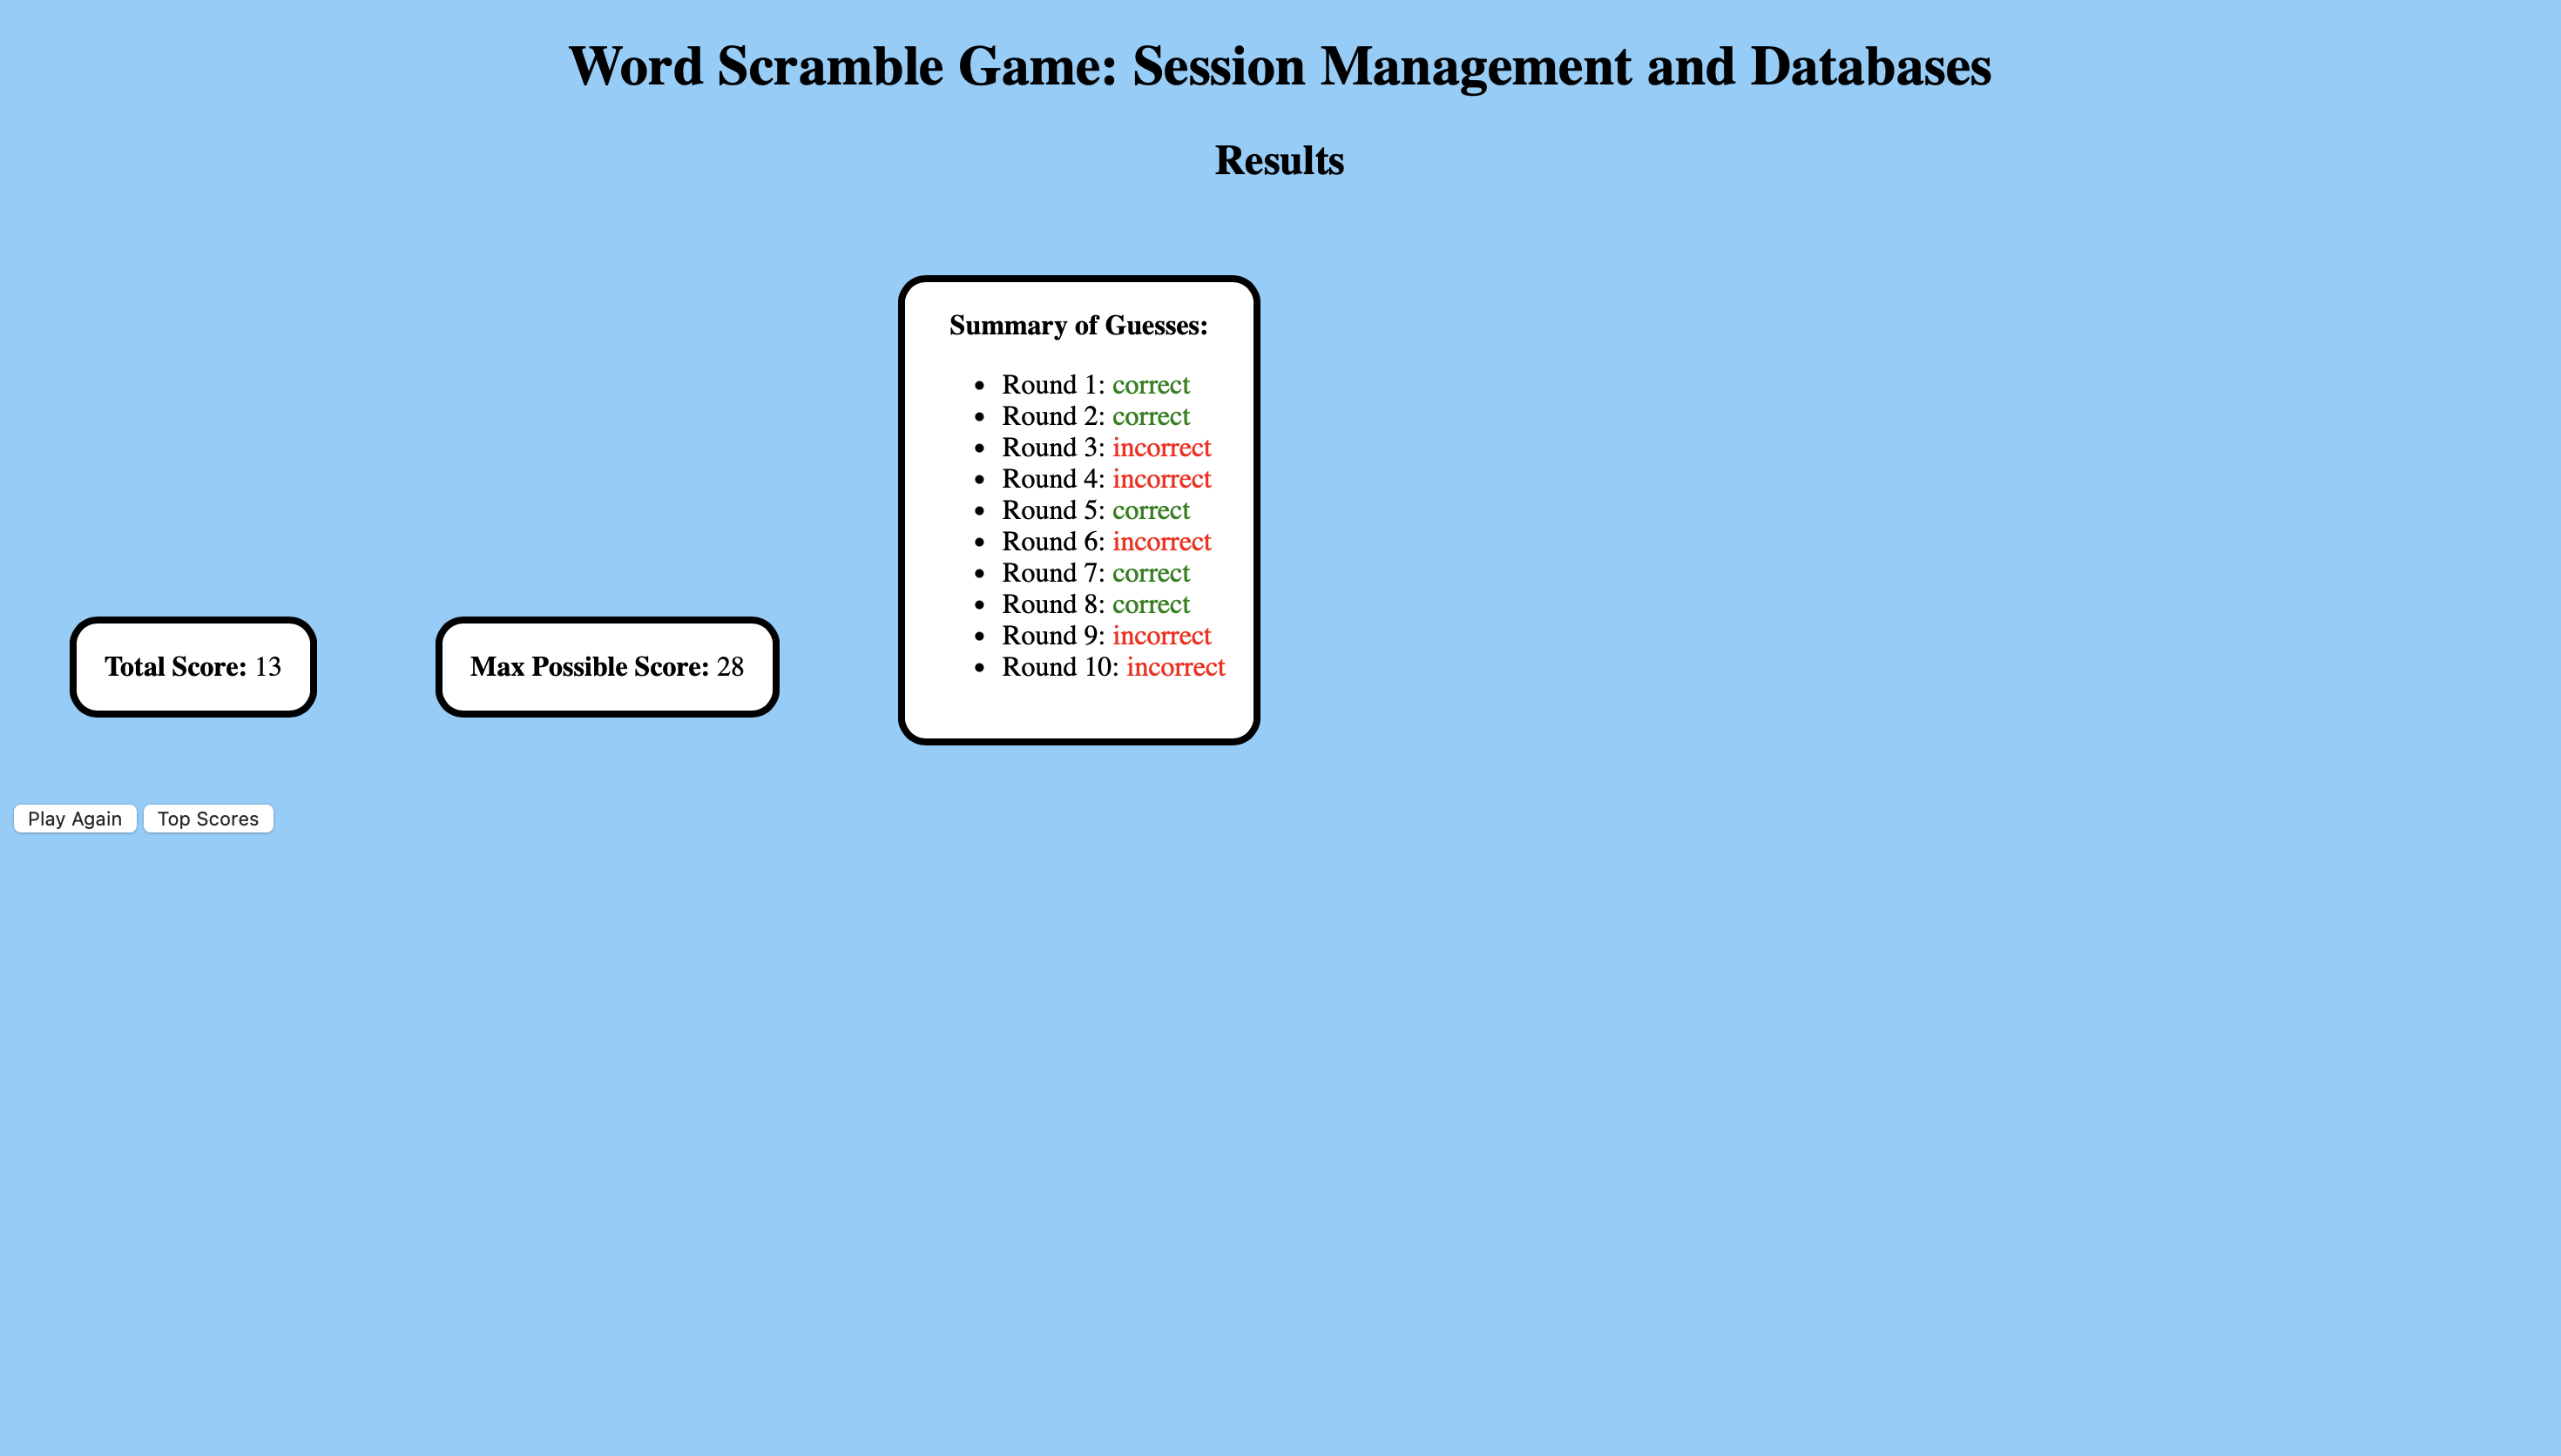 Word Scramble Game: Session Management and Databases
Results
Summary of Guesses:
Round 1: correct
Round 2: correct
Round 3: incorrect
Round 4: incorrect
Round 5: correct
Round 6: incorrect
Round 7: correct
Round 8: correct
Round 9: incorrect
Round 10: incorrect
Total Score: 13
Max Possible Score: 28
Play Again
Top Scores